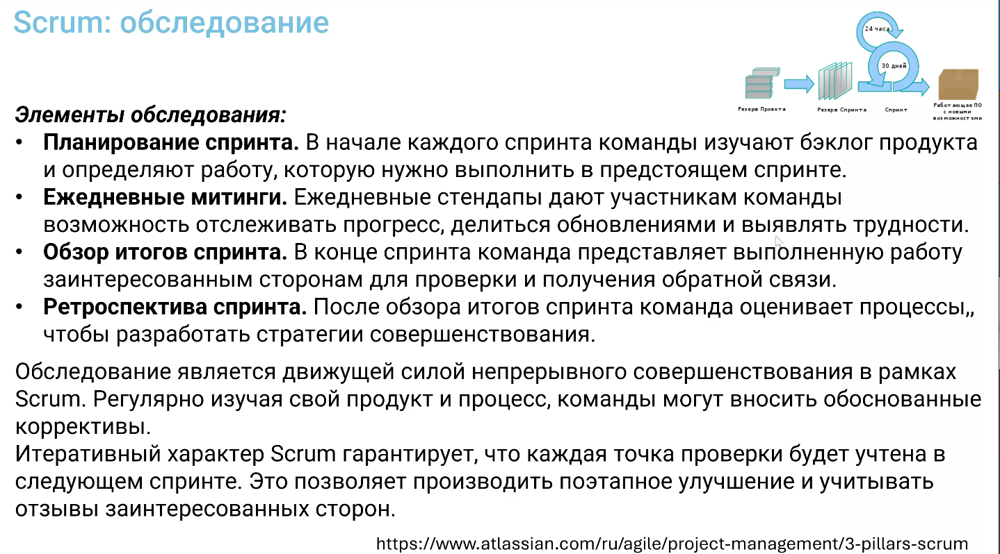 Scrum: обследование
24 часа
30 дней
Резерв Проекта
Резерв Спринта
Спринт
Работающее ПО
с новыми
возможностями
Элементы обследования:
• Планирование спринта. В начале каждого спринта команды изучают бэклог продукта
и определяют работу, которую нужно выполнить в предстоящем спринте.
• Ежедневные митинги. Ежедневные стендапы дают участникам команды
возможность отслеживать прогресс, делиться обновлениями и выявлять трудности.
• Обзор итогов спринта. В конце спринта команда представляет выполненную работу
заинтересованным сторонам для проверки и получения обратной связи.
• Ретроспектива спринта. После обзора итогов спринта команда оценивает процессы,,
чтобы разработать стратегии совершенствования.
Обследование является движущей силой непрерывного совершенствования в рамках
Scrum. Регулярно изучая свой продукт и процесс, команды могут вносить обоснованные
коррективы.
Итеративный характер Scrum гарантирует, что каждая точка проверки будет учтена в
следующем спринте. Это позволяет производить поэтапное улучшение и учитывать
отзывы заинтересованных сторон.
https://www.atlassian.com/ru/agile/project-management/3-pillars-scrum